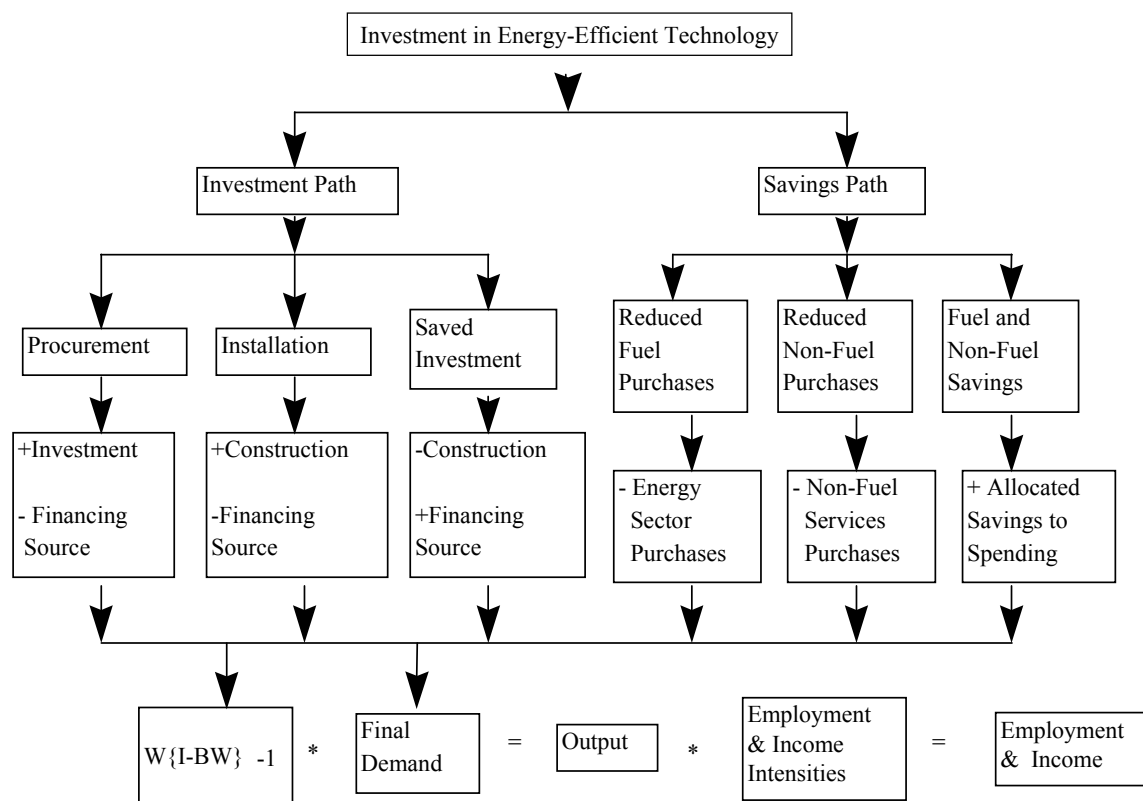 Investment in Energy-Efficient Technology
Investment Path
Savings Path
Procurement
Installation
Saved
Investment
Reduced
Fuel
Purchases
Reduced
Non-Fuel
Purchases
Fuel and
Non-Fuel
Savings
+Investment
- Financing
Source
+Construction
-Financing
Source
-Construction
+Financing
Source
- Energy
Sector
Purchases
- Non-Fuel
Services
Purchases
+ Allocated
Savings to
Spending
W{I-BW} -1
*
Final
Demand
=
Output
*
Employment
& Income
Intensities
=
Employment
& Income